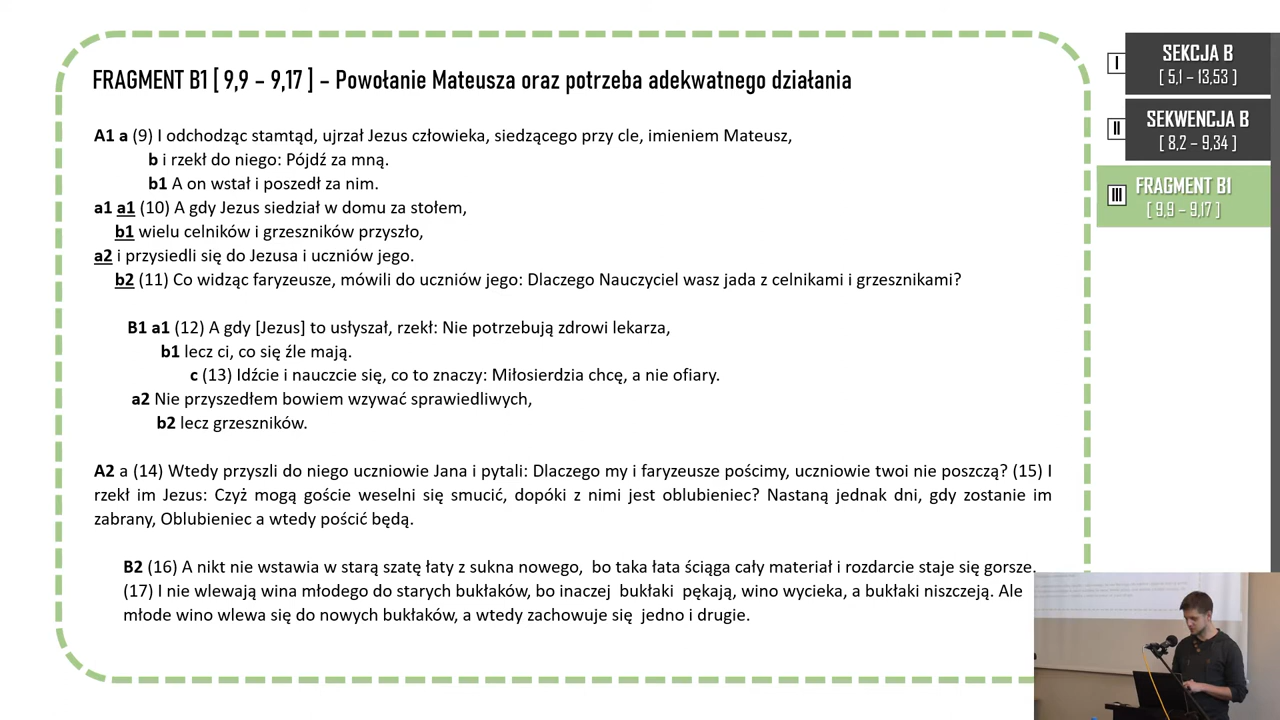 FRAGMENT B1 [ 9,9 – 9,17 ] – Powołanie Mateusza oraz potrzeba adekwatnego działania
A1 a (9) I odchodząc stamtąd, ujrzał Jezus człowieka, siedzącego przy cle, imieniem Mateusz,
b i rzekł do niego: Pójdź za mną.
b1 A on wstał i poszedł za nim.
a1 a1 (10) A gdy Jezus siedział w domu za stołem,
b1 wielu celników i grzeszników przyszło,
a2 i przysiedli się do Jezusa i uczniów jego.
b2 (11) Co widząc faryzeusze, mówili do uczniów jego: Dlaczego Nauczyciel wasz jada z celnikami i grzesznikami?
B1 a1 (12) A gdy [Jezus] to usłyszał, rzekł: Nie potrzebują zdrowi lekarza,
b1 lecz ci, co się źle mają.
c (13) Idźcie i nauczcie się, co to znaczy: Miłosierdzia chcę, a nie ofiary.
a2 Nie przyszedłem bowiem wzywać sprawiedliwych,
b2 lecz grzeszników.
A2 a (14) Wtedy przyszli do niego uczniowie Jana i pytali: Dlaczego my i faryzeusze pościmy, uczniowie twoi nie poszczą? (15) I
rzekł im Jezus: Czyż mogą goście weselni się smucić, dopóki z nimi jest oblubieniec? Nastaną jednak dni, gdy zostanie im
zabrany, Oblubieniec a wtedy pościć będą.
B2 (16) A nikt nie wstawia w starą szatę łaty z sukna nowego, bo taka łata ściąga cały materiał i rozdarcie staje się gorsze.
(17) I nie wlewają wina młodego do starych bukłaków, bo inaczej bukłaki pękają, wino wycieka, a bukłaki niszczeją. Ale
młode wino wlewa się do nowych bukłaków, a wtedy zachowuje się jedno i drugie.
I
SEKCJA B
[ 5,1 – 13,53 ]
II
SEKWENCJA B
[ 8,2 – 9,34 ]
III
FRAGMENT B1
[ 9,9 – 9,17 ]